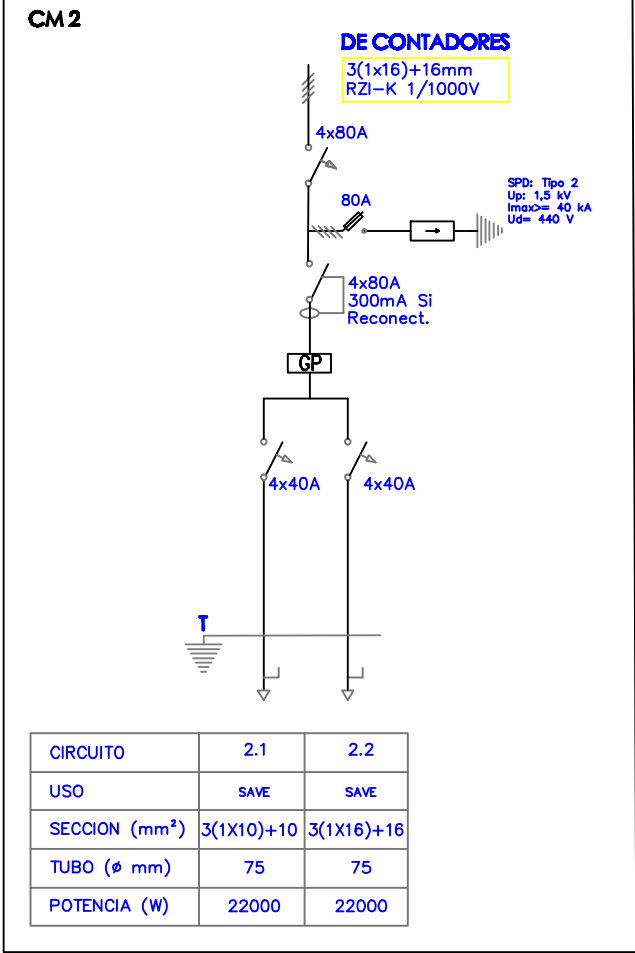 CM 2
DE CONTADORES
3(1x16)+16mm
RZI-K 1/1000V
4x80A
80A
SPD: Tipo 2
Up: 1,5 kV
Imax>= 40 kA
Ud= 440 V
4x80A
300mA Si
Reconect.
GP
4x40A 4x40A
T
CIRCUITO 2.1 2.2
USO SAVE SAVE
SECCION (mm²) 3(1X10)+10 3(1X16)+16
TUBO (ø mm) 75 75
POTENCIA (W) 22000 22000